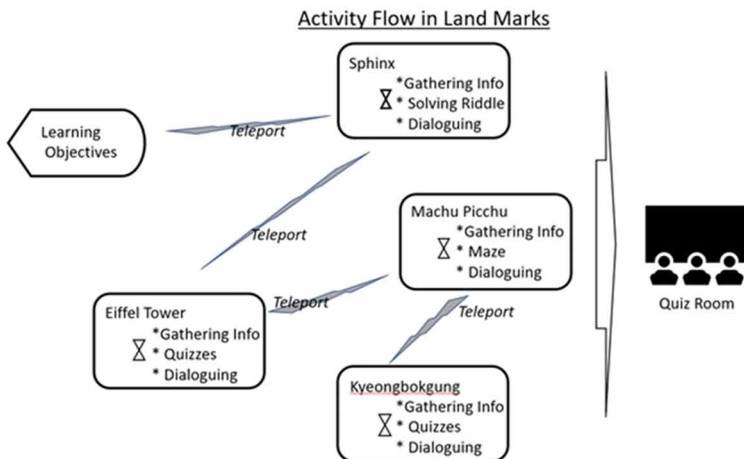 Activity Flow in Land Marks
Sphinx
*Gathering Info
* Solving Riddle
* Dialoguing
Learning
Objectives
Teleport
Teleport
Machu Picchu
*Gathering Info
* Maze
* Dialoguing
Teleport
Teleport
Eiffel Tower
*Gathering Info
* Quizzes
* Dialoguing
Kyeongbokgung
*Gathering Info
* Quizzes
* Dialoguing
Quiz Room